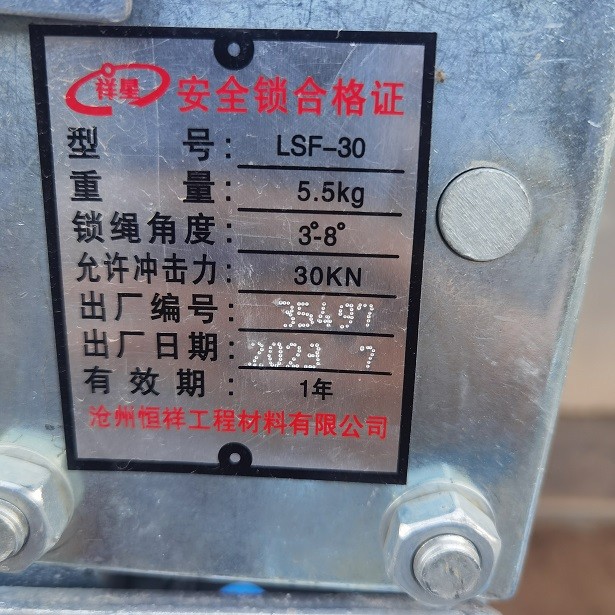 祥星 安全锁合格证
型号: LSF-30
重量: 5.5kg
锁绳角度: 3°-8°
允许冲击力: 30KN
出厂编号: 35497
出厂日期: 2023 7
有效期: 1年
沧州恒祥工程材料有限公司